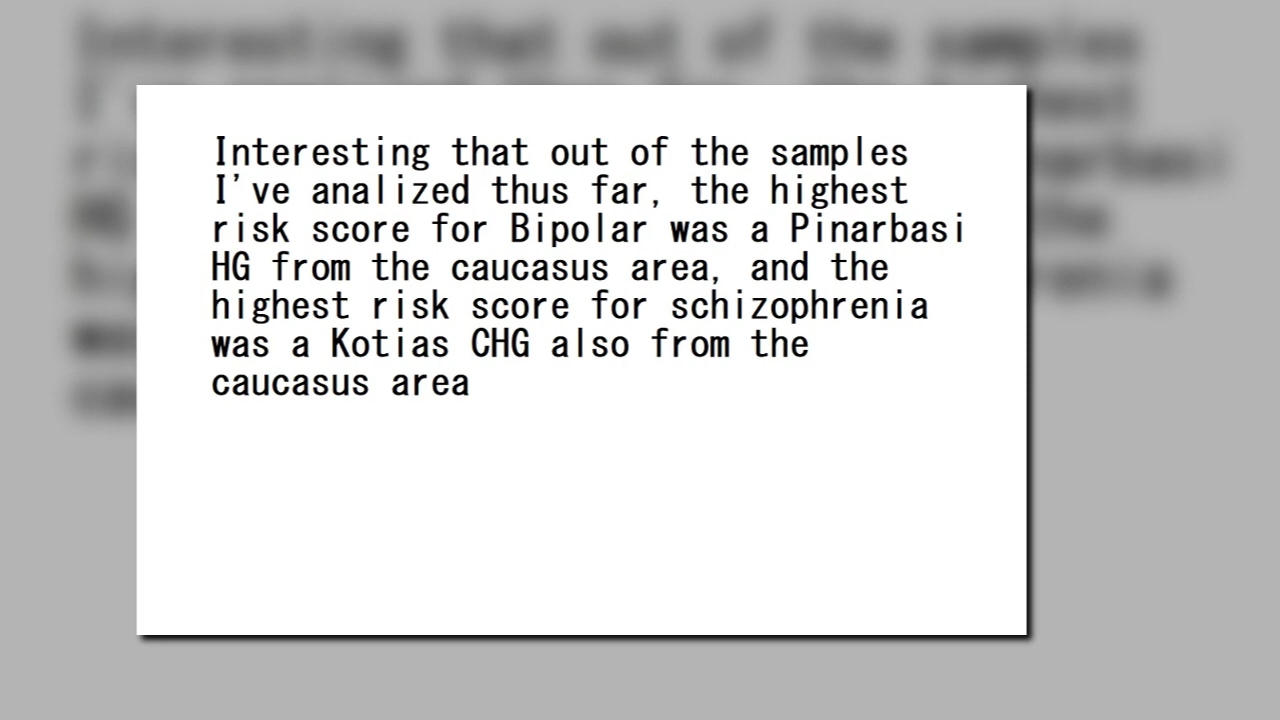 Interesting that out of the samples
I've analized thus far, the highest
risk score for Bipolar was a Pinarbasi
HG from the caucasus area, and the
highest risk score for schizophrenia
was a Kotias CHG also from the
caucasus area